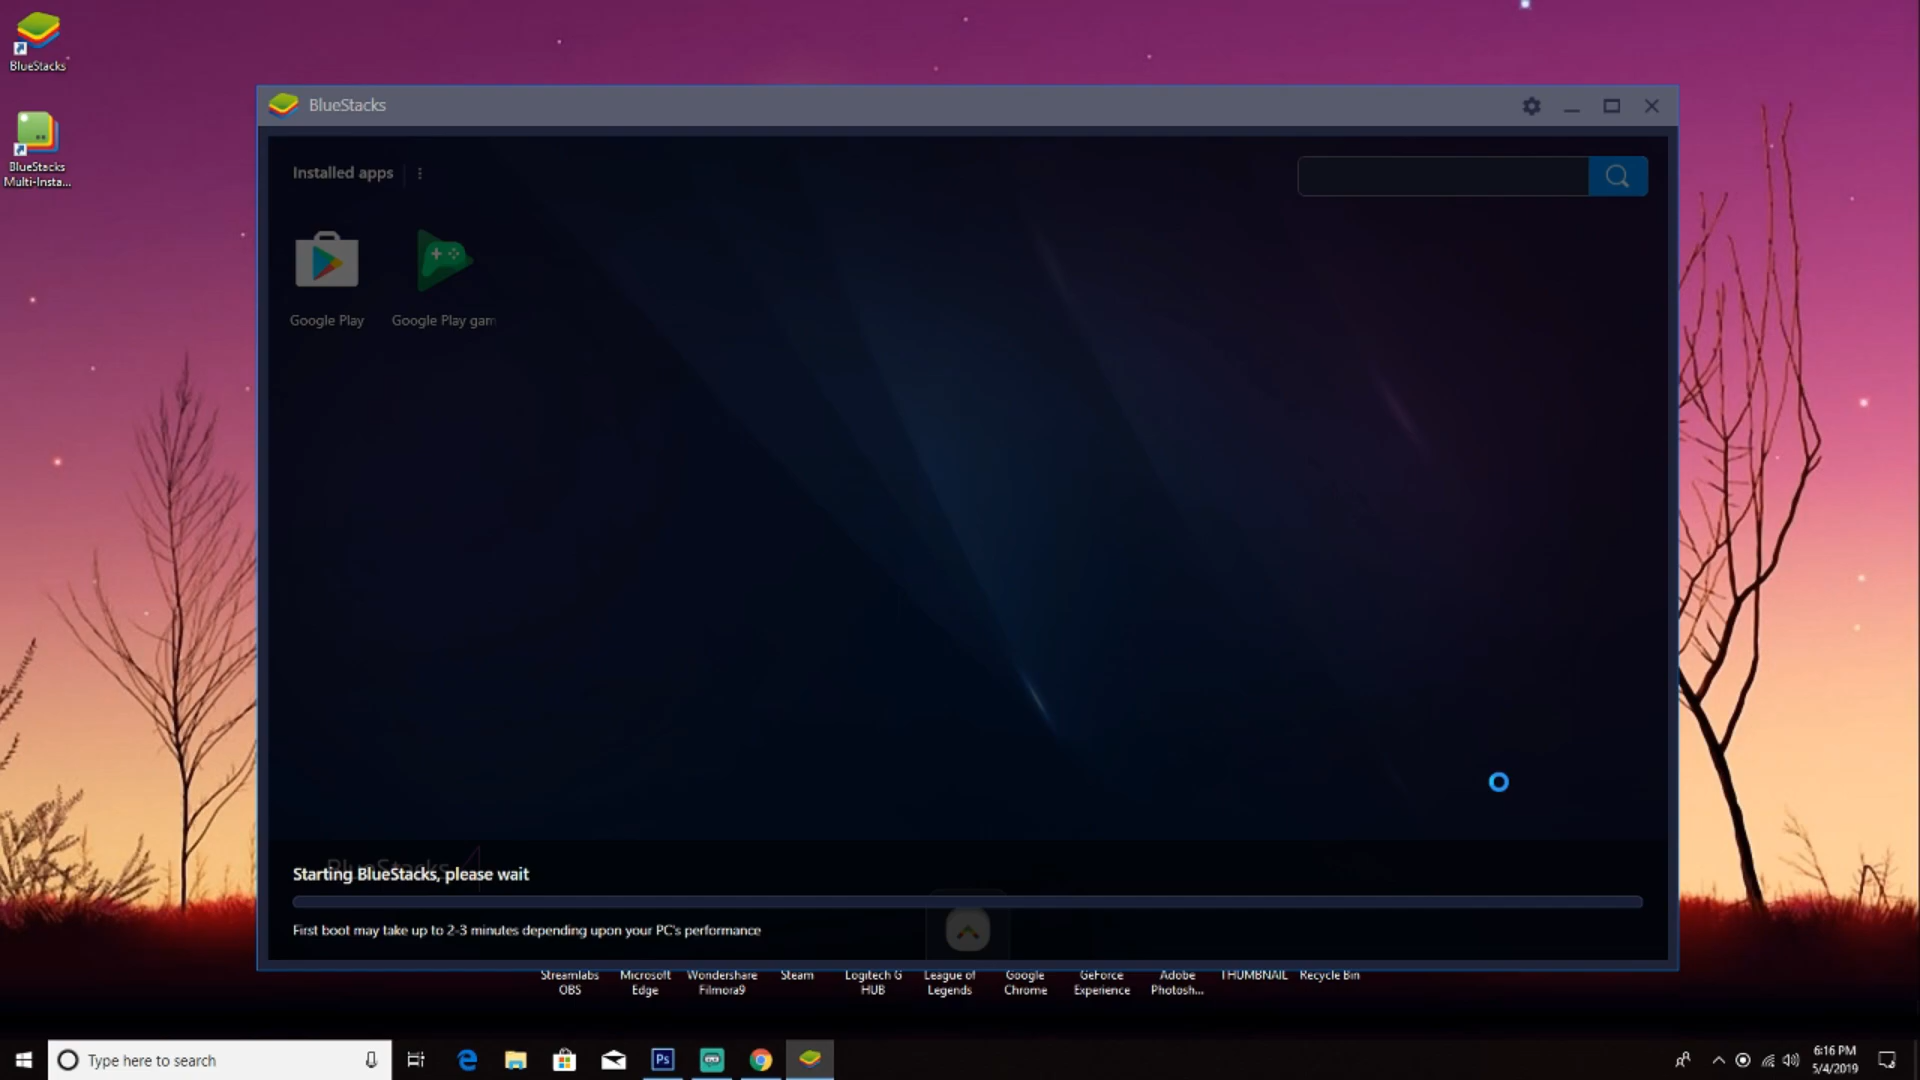 BlueStacks
BlueStacks
Multi-Insta...
BlueStacks
Installed apps
Google Play
Google Play gam
BlueStacks 4
Starting BlueStacks, please wait
First boot may take up to 2-3 minutes depending upon your PC's performance
Streamlabs
OBS
Microsoft
Edge
Wondershare
Filmora9
Steam
Logitech G
HUB
League of
Legends
Google
Chrome
GeForce
Experience
Adobe
Photosh...
THUMBNAIL
Recycle Bin
Type here to search
Ps
6:16 PM
5/4/2019